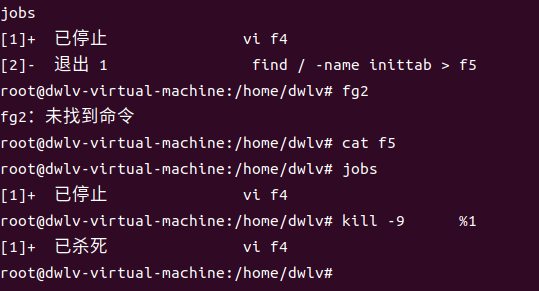 jobs
[1]+  已停止               vi f4
[2]-  退出 1                find / -name inittab > f5
root@dwlv-virtual-machine:/home/dwlv# fg2
fg2：未找到命令
root@dwlv-virtual-machine:/home/dwlv# cat f5
root@dwlv-virtual-machine:/home/dwlv# jobs
[1]+  已停止               vi f4
root@dwlv-virtual-machine:/home/dwlv# kill -9      %1
[1]+  已杀死               vi f4
root@dwlv-virtual-machine:/home/dwlv#